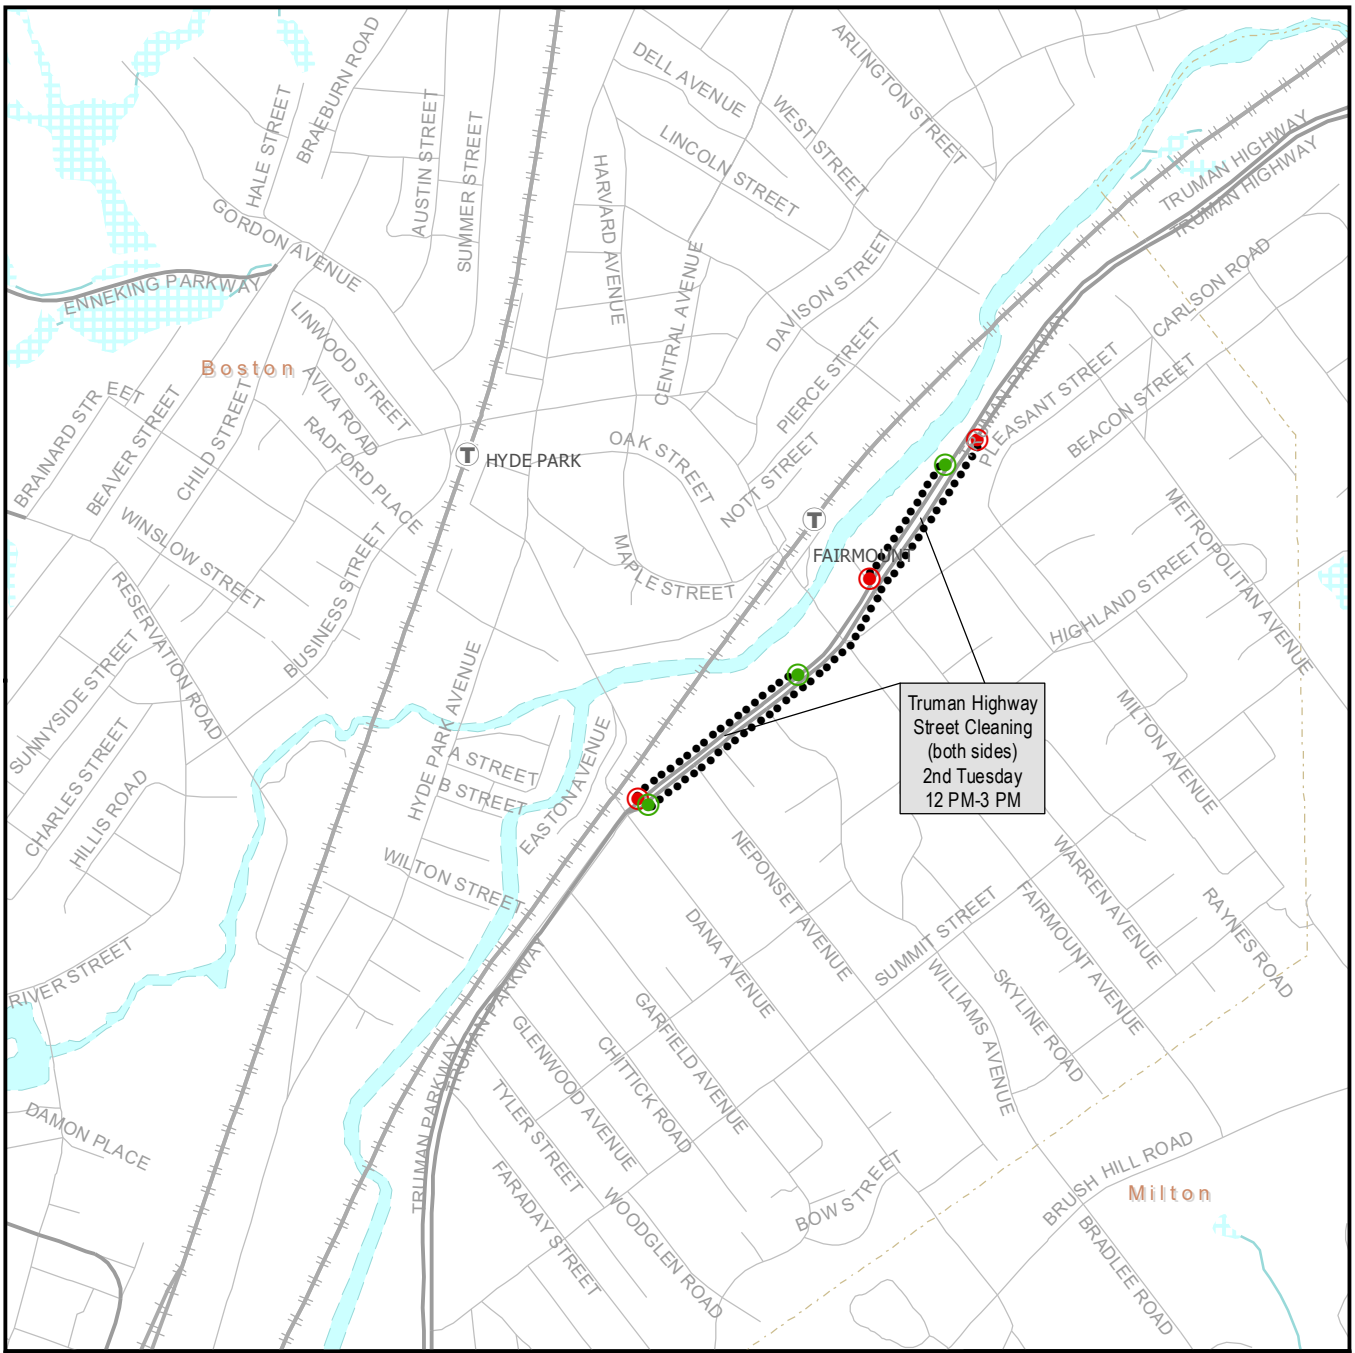 BRAEBURN ROAD
HALE STREET
AUSTIN STREET
SUMMER STREET
GORDON AVENUE
ENNEKING PARKWAY
DELL AVENUE
WEST STREET
ARLINGTON STREET
LINCOLN STREET
HARVARD AVENUE
CENTRAL AVENUE
DAVISON STREET
PIERCE STREET
TRUMAN HIGHWAY
TRUMAN HIGHWAY
CARLSON ROAD
LINWOOD STREET
Boston
AVILA ROAD
RADFORD PLACE
BRAINARD STR EET
BEAVER STREET
CHILD STREET
T HYDE PARK
OAK STREET
NOTT STREET
TRUMAN PARKWAY
PLEASANT STREET
BEACON STREET
WINSLOW STREET
RESERVATION ROAD
BUSINESS STREET
MAPLE STREET
T
FAIRMOUNT
METROPOLITAN AVENUE
HIGHLAND STREET
SUNNYSIDE STREET
CHARLES STREET
HILLIS ROAD
HYDE PARK AVENUE
A STREET
B STREET
EASTON AVENUE
WILTON STREET
Truman Highway
Street Cleaning
(both sides)
2nd Tuesday
12 PM-3 PM
MILTON AVENUE
NEPONSET AVENUE
WARREN AVENUE
FAIRMOUNT AVENUE
RAYNES ROAD
SUMMIT STREET
DANA AVENUE
RIVER STREET
WILLIAMS AVENUE
SKYLINE ROAD
TRUMAN PARKWAY
TRUMAN PARKWAY
GARFIELD AVENUE
GLENWOOD AVENUE
CHITTICK ROAD
TYLER STREET
DAMON PLACE
FARADAY STREET
WOODGLEN ROAD
BOW STREET
BRUSH HILL ROAD
Milton
BRADLEE ROAD